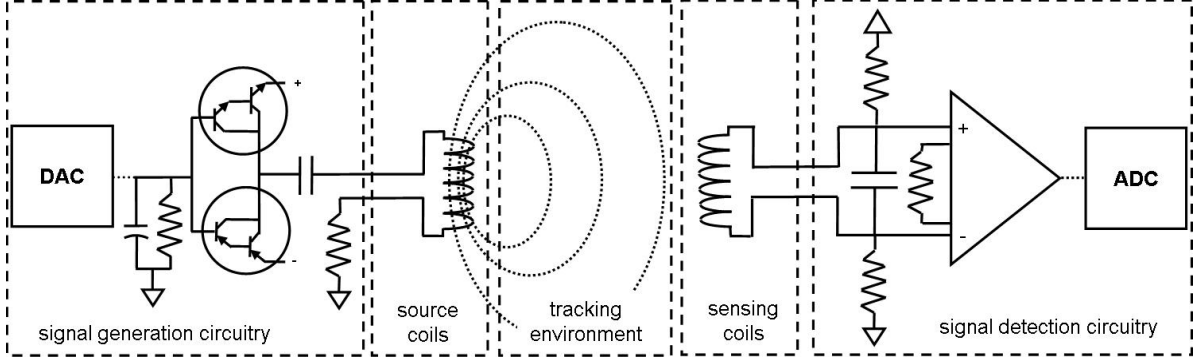 DAC
+
-
signal generation circuitry
source
coils
tracking
environment
sensing
coils
+
-
ADC
signal detection circuitry